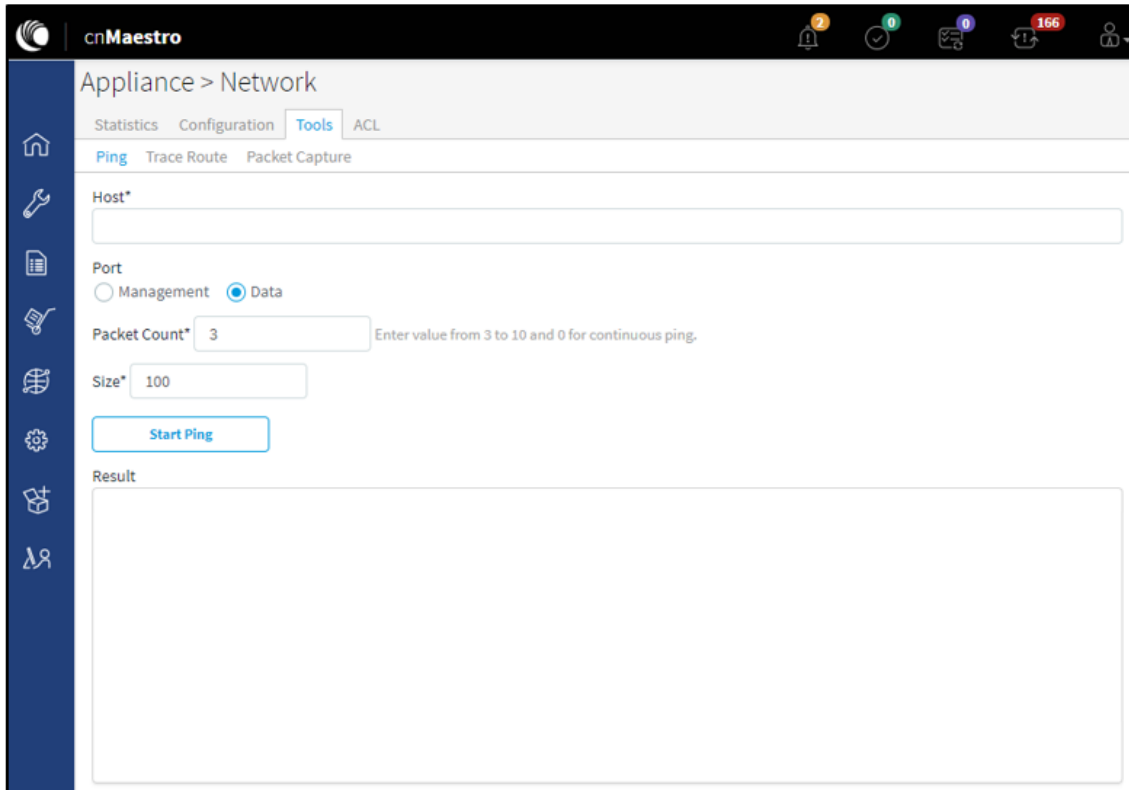 cnMaestro
2
0
0
166
Appliance > Network
Statistics Configuration Tools ACL
Ping Trace Route Packet Capture
Host*
Port
Management Data
Packet Count* 3 Enter value from 3 to 10 and 0 for continuous ping.
Size* 100
Start Ping
Result